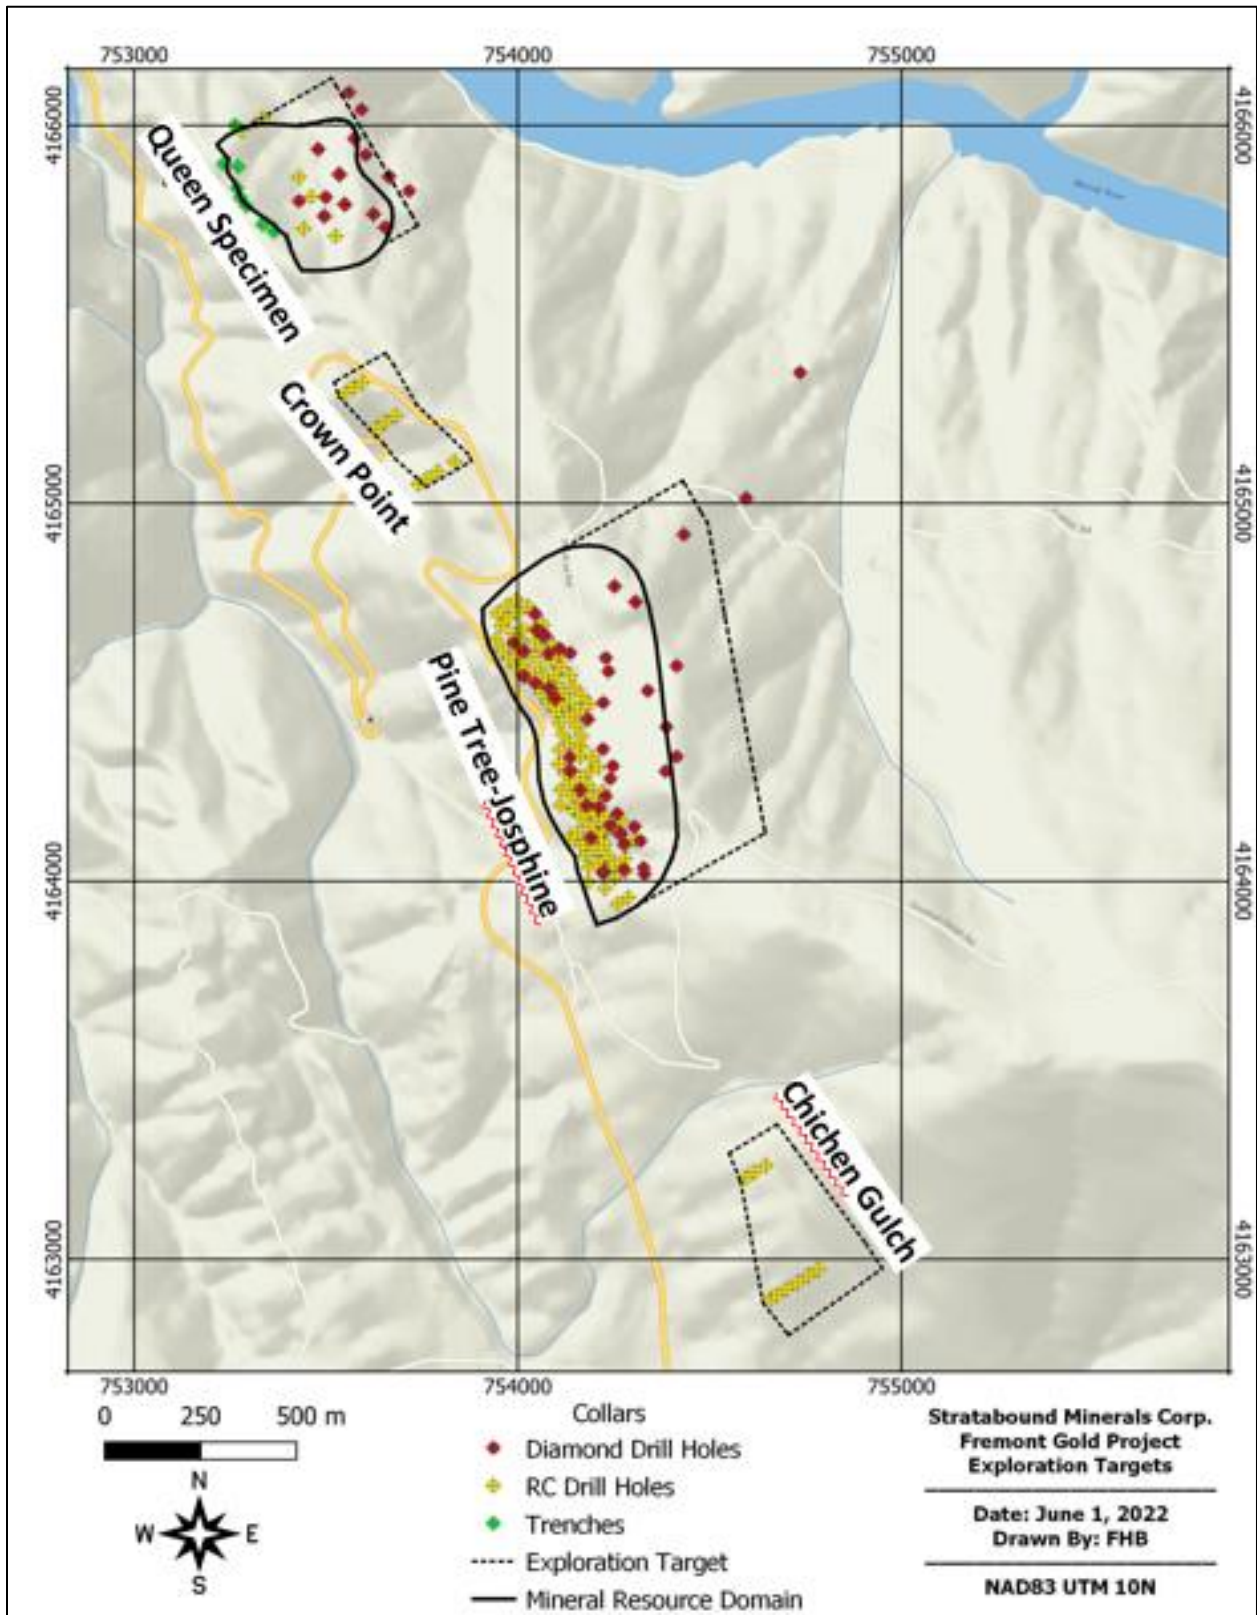 753000
754000
755000
4166000
4166000
Queen Specimen
Crown Point
4165000
4165000
Pine Tree-Josphine
4164000
4164000
Chichen Gulch
4163000
4163000
753000
754000
755000
0 250 500 m
N
W E
S
Collars
Diamond Drill Holes
RC Drill Holes
Trenches
Exploration Target
Mineral Resource Domain
Stratabound Minerals Corp.
Fremont Gold Project
Exploration Targets
Date: June 1, 2022
Drawn By: FHB
NAD83 UTM 10N